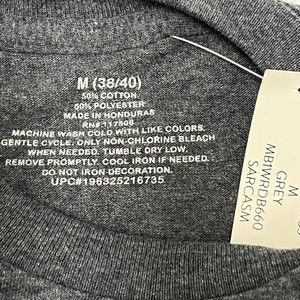 M (38/40)
50% COTTON
50% POLYESTER
MADE IN HONDURAS
RN# 117508
MACHINE WASH COLD WITH LIKE COLORS.
GENTLE CYCLE. ONLY NON-CHLORINE BLEACH
WHEN NEEDED. TUMBLE DRY LOW.
REMOVE PROMPTLY. COOL IRON IF NEEDED.
DO NOT IRON DECORATION.
UPC#196325216735.
M
GREY
MBIWRDB660
SARCASM